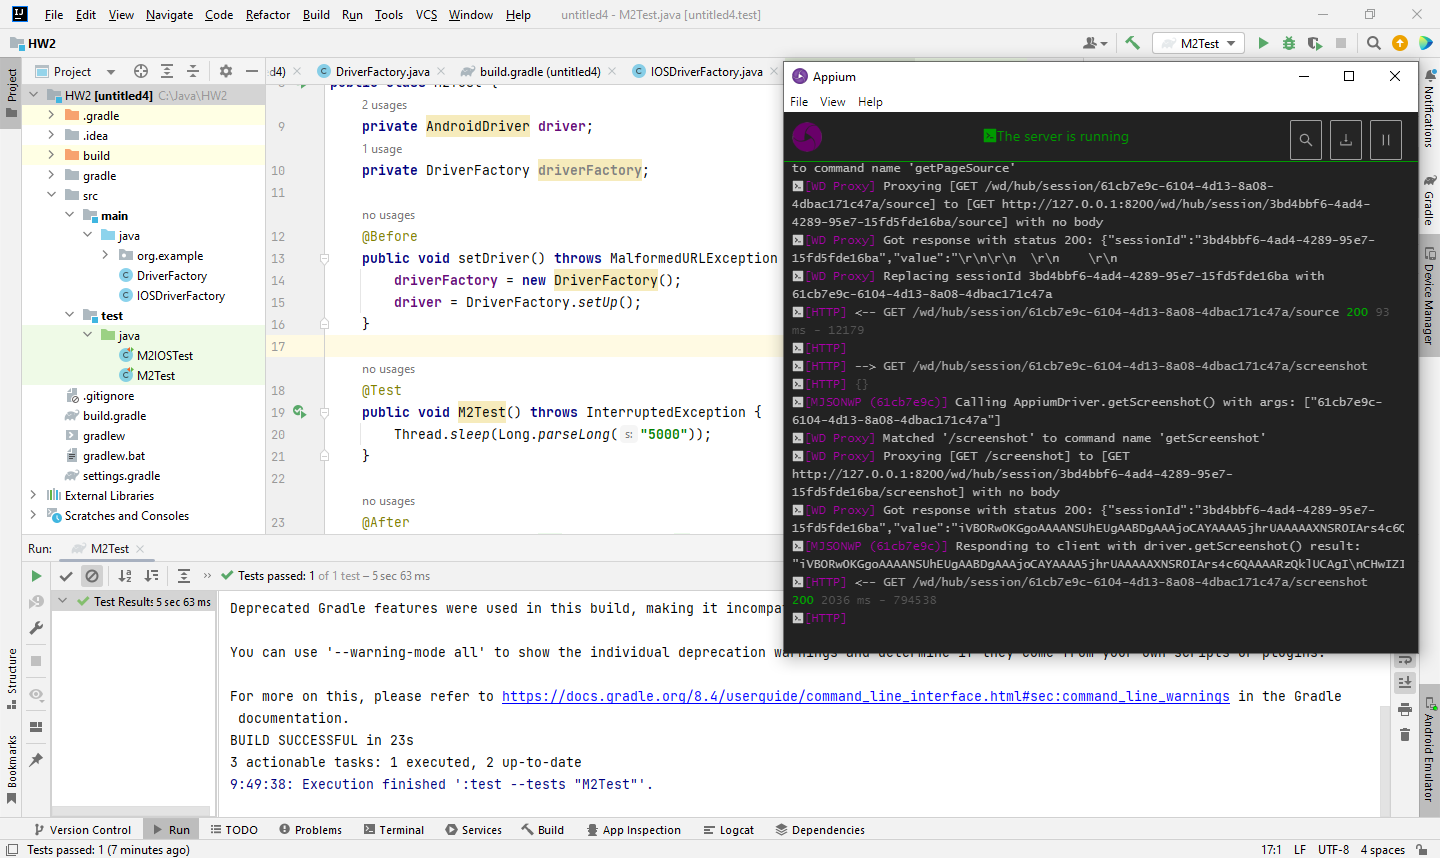 File Edit View Navigate Code Refactor Build Run Tools VCS Window Help untitled4 - M2Test.java [untitled4.test]
HW2
M2Test
Project
d4) DriverFactory.java build.gradle (untitled4) IOSDriverFactory.java
HW2 [untitled4] C:\Java\HW2
.gradle
.idea
build
gradle
src
main
java
org.example
DriverFactory
IOSDriverFactory
test
java
M2IOSTest
M2Test
.gitignore
build.gradle
gradlew
gradlew.bat
settings.gradle
External Libraries
Scratches and Consoles
Project
Structure
Bookmarks
public class M2Test {
2 usages
9 private AndroidDriver driver;
1 usage
10 private DriverFactory driverFactory;
11
no usages
12 @Before
13 public void setDriver() throws MalformedURLException
14 driverFactory = new DriverFactory();
15 driver = DriverFactory.setUp();
16 }
17
no usages
18 @Test
19 public void M2Test() throws InterruptedException {
20 Thread.sleep(Long.parseLong( s: "5000"));
21 }
22
no usages
23 @After
Appium
File View Help
The server is running
to command name 'getPageSource'
[WD Proxy] Proxying [GET /wd/hub/session/61cb7e9c-6104-4d13-8a08-
4dbac171c47a/source] to [GET http://127.0.0.1:8200/wd/hub/session/3bd4bbf6-4ad4-
4289-95e7-15fd5fde16ba/source] with no body
[WD Proxy] Got response with status 200: {"sessionId":"3bd4bbf6-4ad4-4289-95e7-
15fd5fde16ba","value":"\r\n\r\n \r\n \r\n
[WD Proxy] Replacing sessionId 3bd4bbf6-4ad4-4289-95e7-15fd5fde16ba with
61cb7e9c-6104-4d13-8a08-4dbac171c47a
[HTTP] <-- GET /wd/hub/session/61cb7e9c-6104-4d13-8a08-4dbac171c47a/source 200 93
ms - 12179
[HTTP]
[HTTP] --> GET /wd/hub/session/61cb7e9c-6104-4d13-8a08-4dbac171c47a/screenshot
[HTTP] {}
[MJSONWP (61cb7e9c)] Calling AppiumDriver.getScreenshot() with args: ["61cb7e9c-
6104-4d13-8a08-4dbac171c47a"]
[WD Proxy] Matched '/screenshot' to command name 'getScreenshot'
[WD Proxy] Proxying [GET /screenshot] to [GET
http://127.0.0.1:8200/wd/hub/session/3bd4bbf6-4ad4-4289-95e7-
15fd5fde16ba/screenshot] with no body
[WD Proxy] Got response with status 200: {"sessionId":"3bd4bbf6-4ad4-4289-95e7-
15fd5fde16ba","value":"iVBORw0KGgoAAAANSUhEUgAABDgAAAjoCAYAAAA5jhrUAAAAAXNSR0IArs4c6Q
[MJSONWP (61cb7e9c)] Responding to client with driver.getScreenshot() result:
"iVBORw0KGgoAAAANSUhEUgAABDgAAAjoCAYAAAA5jhrUAAAAAXNSR0IArs4c6QAAAARzQklUCAgI\nCHwIZI
[HTTP] <-- GET /wd/hub/session/61cb7e9c-6104-4d13-8a08-4dbac171c47a/screenshot
200 2036 ms - 794538
[HTTP]
Notifications
Gradle
Device Manager
Android Emulator
Run: M2Test
Tests passed: 1 of 1 test – 5 sec 63 ms
Test Results 5 sec 63 ms
Deprecated Gradle features were used in this build, making it incompa
You can use '--warning-mode all' to show the individual deprecation warnings and determine if they come from your own scripts or plugins.
For more on this, please refer to https://docs.gradle.org/8.4/userguide/command_line_interface.html#sec:command_line_warnings in the Gradle
documentation.
BUILD SUCCESSFUL in 23s
3 actionable tasks: 1 executed, 2 up-to-date
9:49:38: Execution finished ':test --tests "M2Test"'.
Version Control Run TODO Problems Terminal Services Build App Inspection Logcat Dependencies
Tests passed: 1 (7 minutes ago) 17:1 LF UTF-8 4 spaces